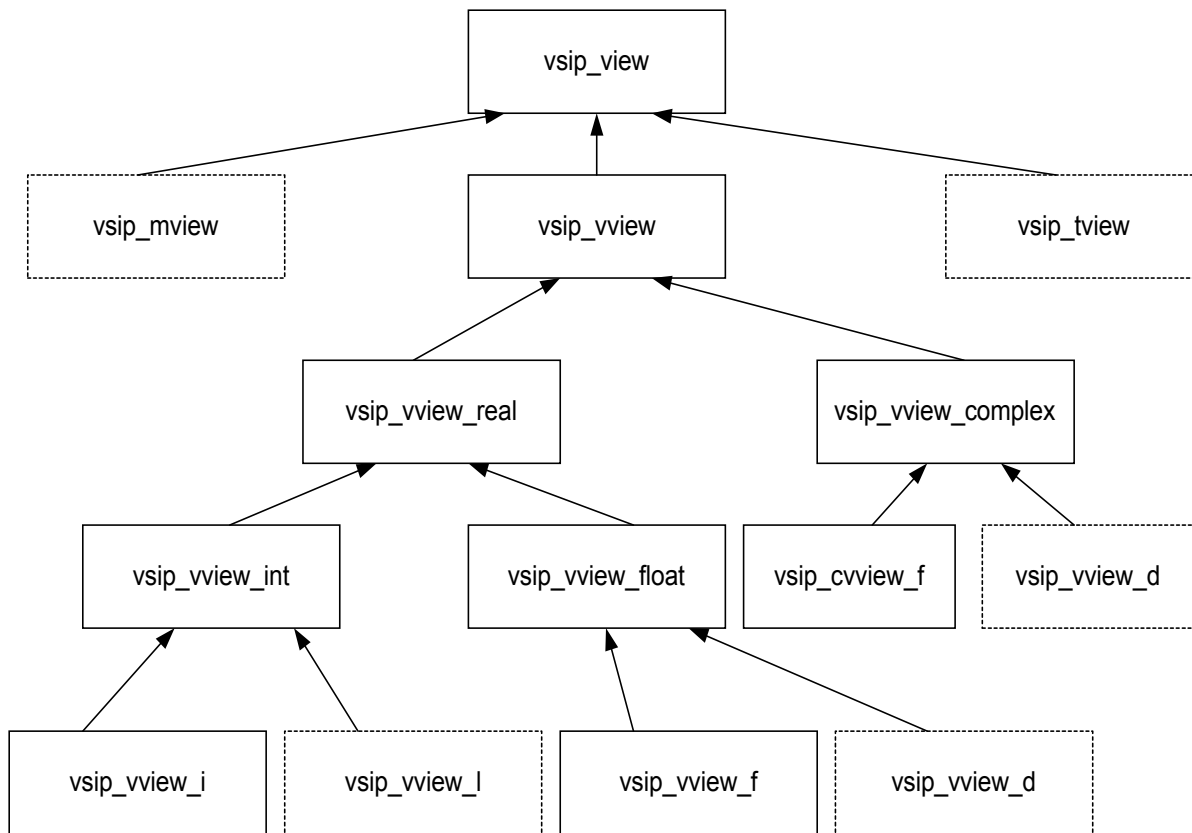 vsip_view
vsip_mview
vsip_vview
vsip_tview
vsip_vview_real
vsip_vview_complex
vsip_vview_int
vsip_vview_float
vsip_cvview_f
vsip_vview_d
vsip_vview_i
vsip_vview_l
vsip_vview_f
vsip_vview_d